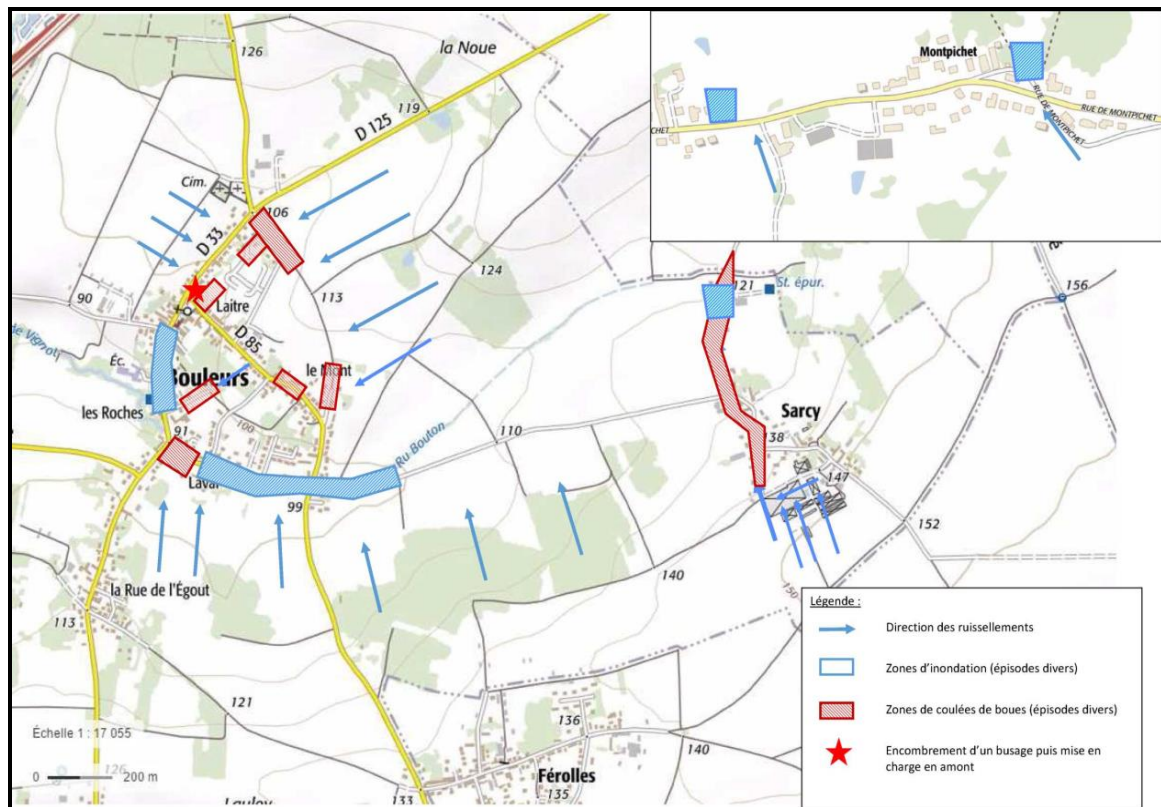 126
la Noue
119
D 125
Cim.
106
D 33
90
Laitre
113
124
D 85
Éc.
le Mont
Bouleurs
les Roches
91
100
Laval
99
Ru Bouton
110
la Rue de l'Égout
113
121
Échelle 1 : 17 055
0 200 m
126
133
Férolles
135
136
140
140
150
152
147
138
Sarcy
121
St. épur.
156
Montpichet
RUE DE MONTPICHET
RUE DE MONTPICHET
CHET
Légende :
Direction des ruissellements
Zones d'inondation (épisodes divers)
Zones de coulées de boues (épisodes divers)
Encombrement d'un busage puis mise en
charge en amont